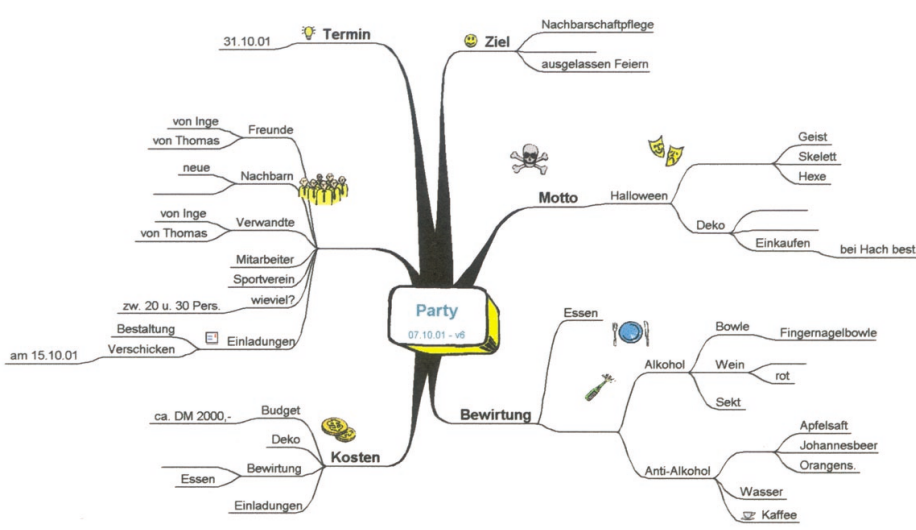 Party
07.10.01 - v6
Termin
31.10.01
Ziel
Nachbarschaftpflege
ausgelassen Feiern
Motto
Halloween
Geist
Skelett
Hexe
Deko
Einkaufen
bei Hach best
Bewirtung
Essen
Alkohol
Bowle
Fingernagelbowle
Wein
rot
Sekt
Anti-Alkohol
Apfelsaft
Johannesbeer
Orangens.
Wasser
Kaffee
Kosten
Budget
ca. DM 2000,-
Deko
Bewirtung
Essen
Einladungen
Freunde
von Inge
von Thomas
Nachbarn
neue
Verwandte
von Inge
von Thomas
Mitarbeiter
Sportverein
wieviel?
zw. 20 u. 30 Pers.
Einladungen
Bestaltung
Verschicken
am 15.10.01